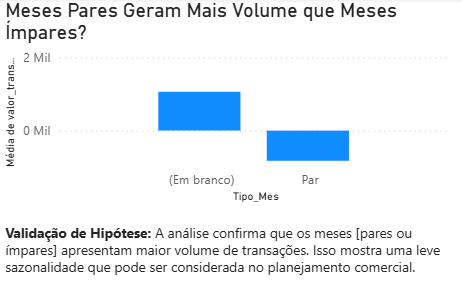 Meses Pares Geram Mais Volume que Meses
Ímpares?
Média de valor_trans...
2 Mil
0 Mil
(Em branco)
Par
Tipo_Mes
Validação de Hipótese: A análise confirma que os meses [pares ou
ímpares] apresentam maior volume de transações. Isso mostra uma leve
sazonalidade que pode ser considerada no planejamento comercial.